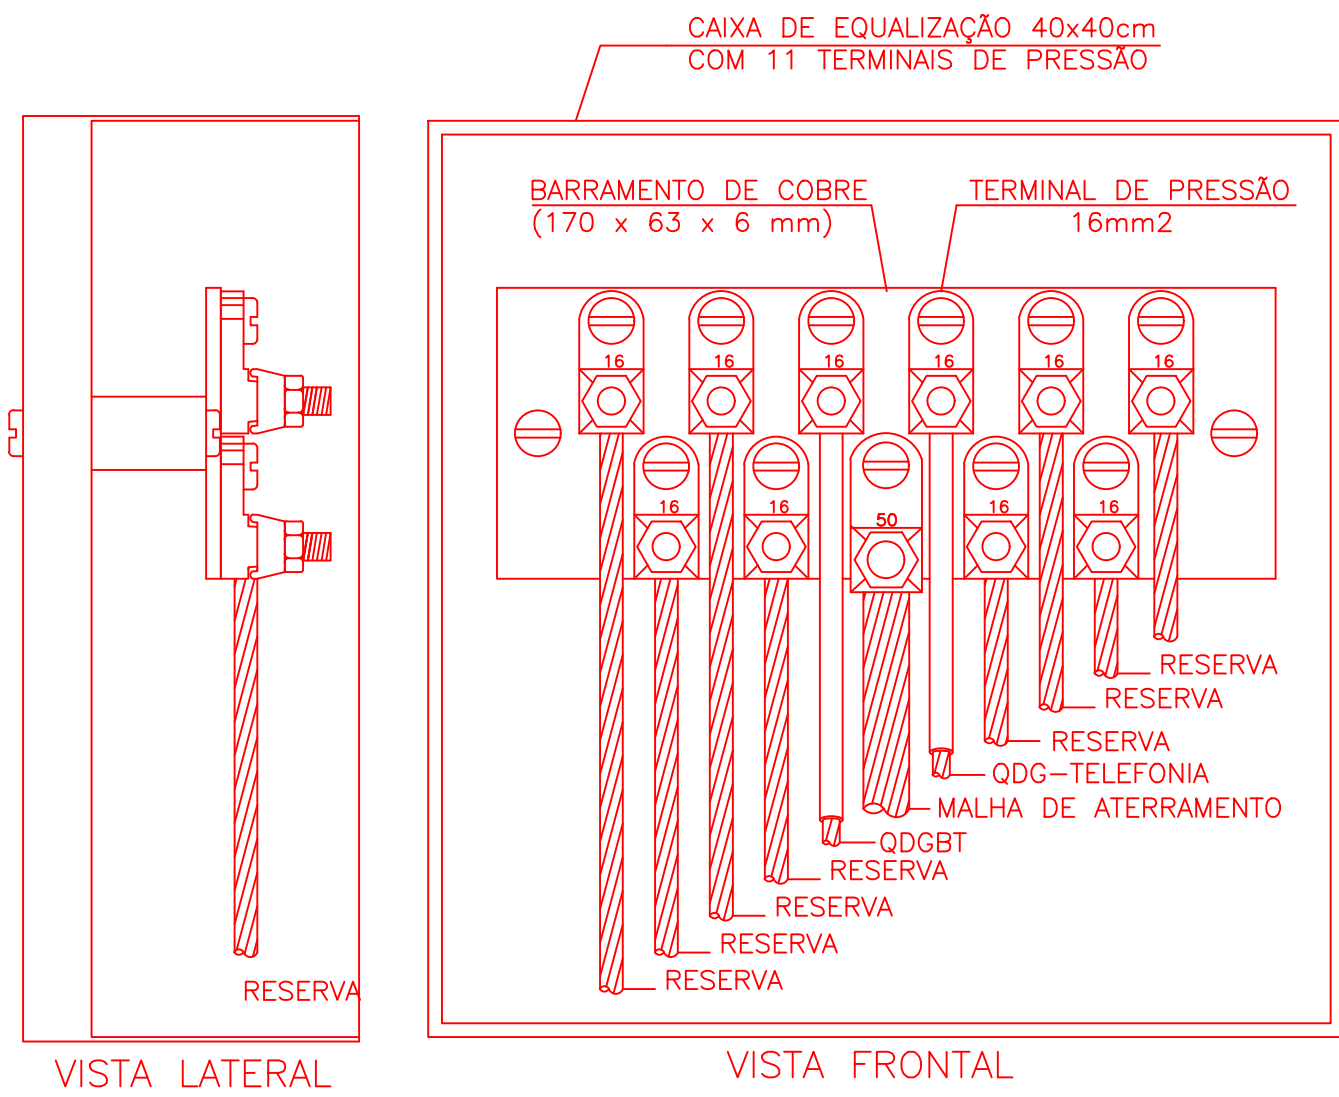 CAIXA DE EQUALIZAÇÃO 40x40cm
COM 11 TERMINAIS DE PRESSÃO
BARRAMENTO DE COBRE
(170 x 63 x 6 mm)
TERMINAL DE PRESSÃO
16mm2
16 16 16 16 16 16
16 16 50 16 16
RESERVA
RESERVA
RESERVA
QDG-TELEFONIA
MALHA DE ATERRAMENTO
QDGBT
RESERVA
RESERVA
RESERVA
RESERVA
RESERVA
VISTA LATERAL
VISTA FRONTAL